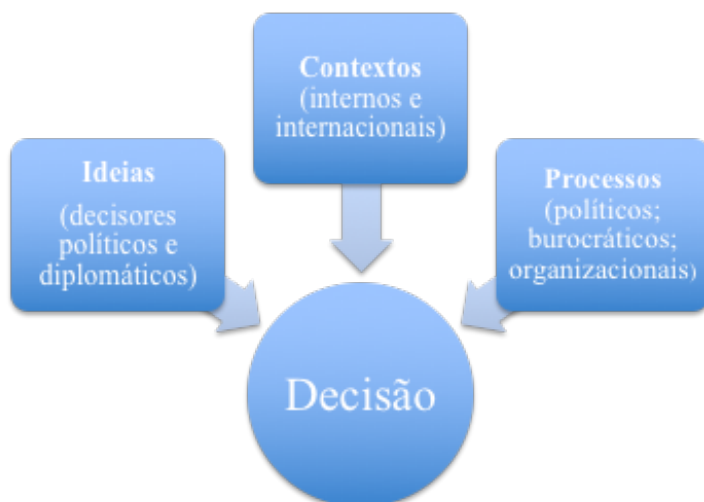 Contextos
(internos e
internacionais)
Ideias
(decisores
políticos e
diplomáticos)
Processos
(políticos;
burocráticos;
organizacionais)
Decisão